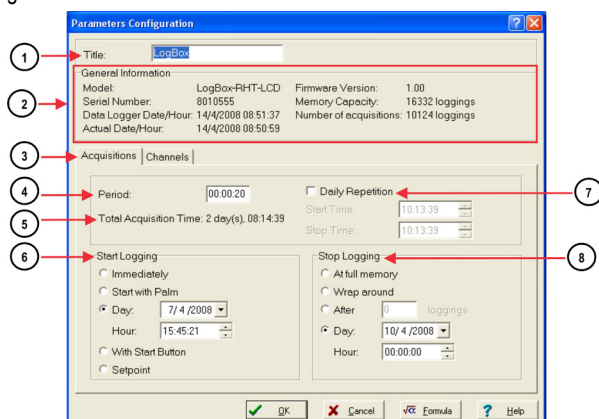 Parameters Configuration
1
Title: LogBox
General Information
2
Model: LogBox-RHT-LCD Firmware Version: 1.00
Serial Number: 8010555 Memory Capacity: 16332 loggings
Data Logger Date/Hour: 14/4/2008 08:51:37 Number of acquisitions: 10124 loggings
Actual Date/Hour: 14/4/2008 08:50:59
3
Acquisitions Channels
4
Period: 00:00:20 Daily Repetition
7
Start Time: 10:13:39
5
Total Acquisition Time: 2 day(s), 08:14:39
Stop Time: 10:13:39
6
Start Logging Stop Logging
8
Immediately At full memory
Start with Palm Wrap around
Day: 7/ 4 /2008 After 0 loggings
Hour: 15:45:21 Day: 10/ 4 /2008
With Start Button Hour: 00:00:00
Setpoint
OK Cancel √α Formula ? Help